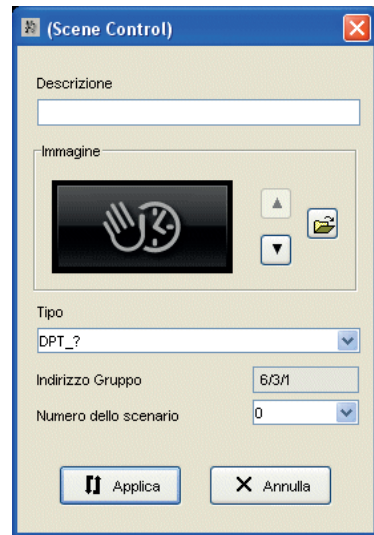 (Scene Control)
Descrizione
Immagine
Tipo
DPT_?
Indirizzo Gruppo 6/3/1
Numero dello scenario 0
Applica Annulla